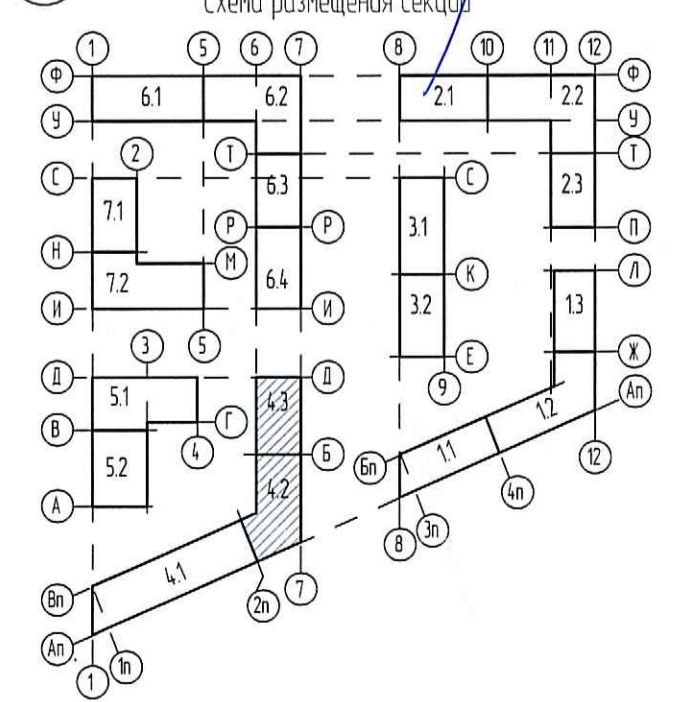 Схема размещения секций
1 5 6 7 8 10 11 12
Ф 6.1 6.2 2.1 2.2 Ф
У У
2 Т Т
С 7.1 6.3 3.1 С 2.3
Р Р П
Н М
7.2 6.4 К Л
И И 3.2 1.3
3 5 Е Ж
Д 5.1 4.3 Д 9 Ап
В Г 1.2
4 Б Бп 1.1 12
5.2 4.2 4п
А 3п
8
4.1 2п 7
Вп
Ап 1п
1